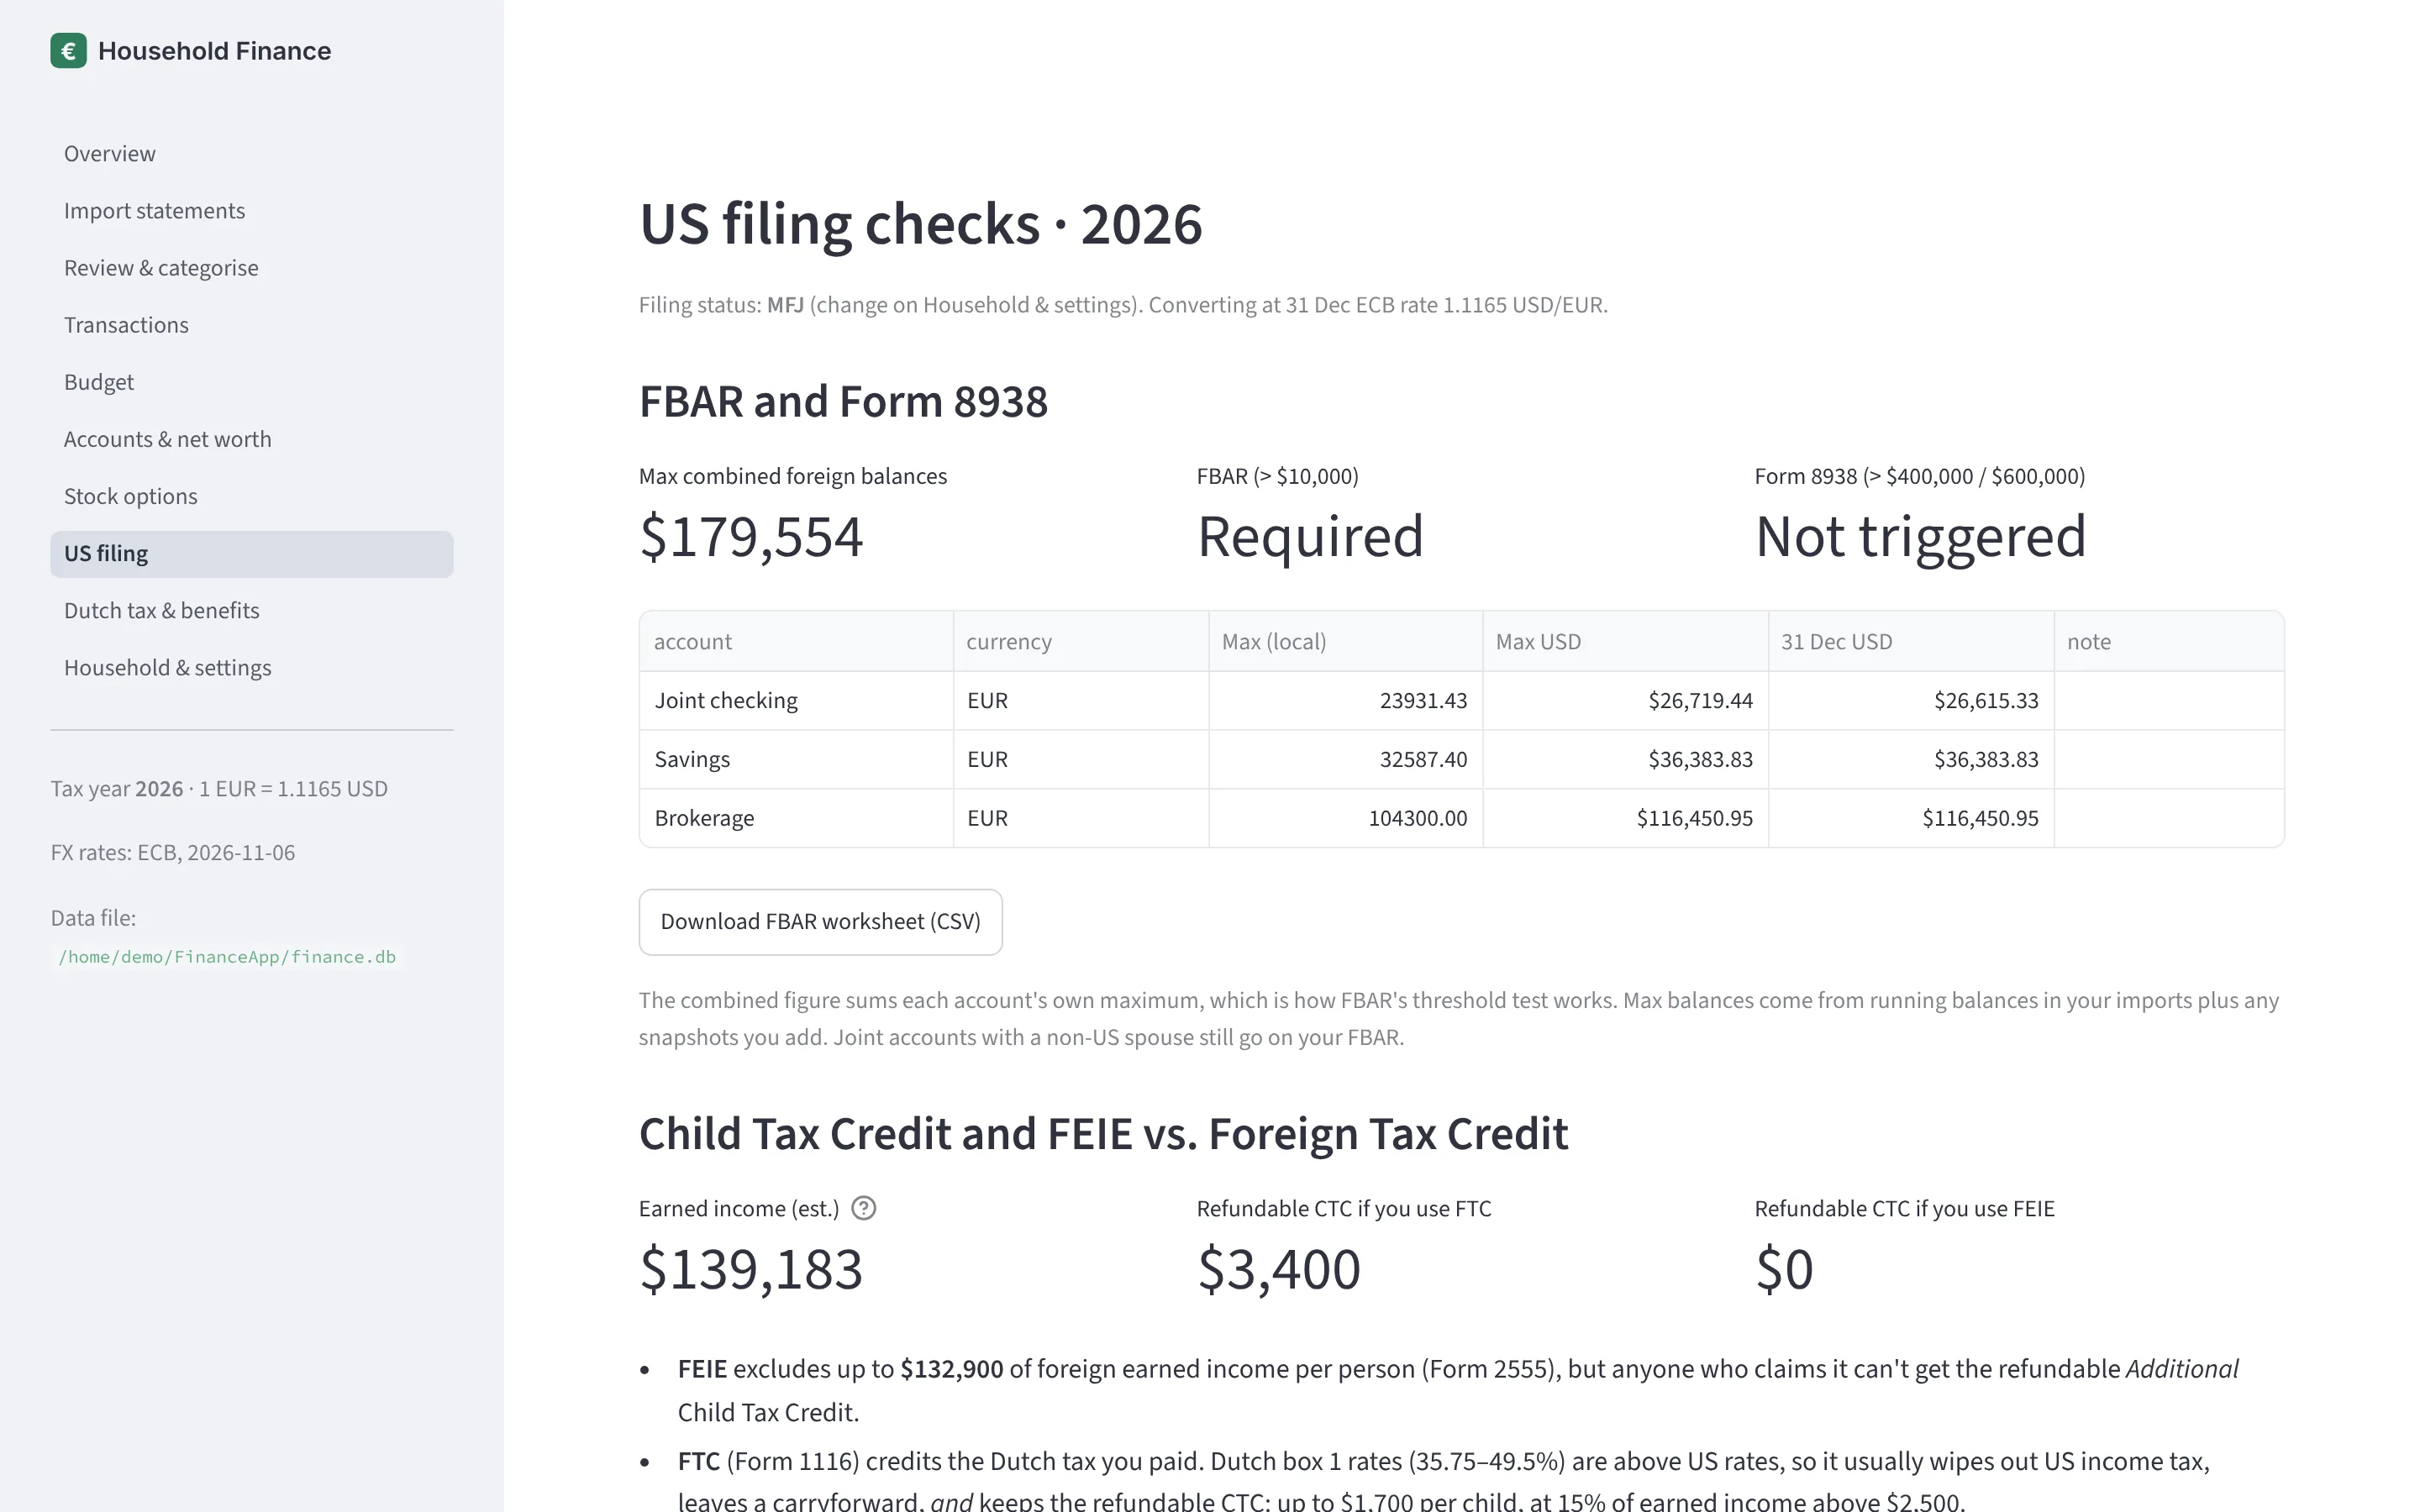 € Household Finance
Overview
Import statements
Review & categorise
Transactions
Budget
Accounts & net worth
Stock options
US filing
Dutch tax & benefits
Household & settings
Tax year 2026 · 1 EUR = 1.1165 USD
FX rates: ECB, 2026-11-06
Data file:
/home/demo/FinanceApp/finance.db
US filing checks · 2026
Filing status: MFJ (change on Household & settings). Converting at 31 Dec ECB rate 1.1165 USD/EUR.
FBAR and Form 8938
Max combined foreign balances FBAR (> $10,000) Form 8938 (> $400,000 / $600,000)
$179,554 Required Not triggered
account currency Max (local) Max USD 31 Dec USD note
Joint checking EUR 23931.43 $26,719.44 $26,615.33
Savings EUR 32587.40 $36,383.83 $36,383.83
Brokerage EUR 104300.00 $116,450.95 $116,450.95
Download FBAR worksheet (CSV)
The combined figure sums each account's own maximum, which is how FBAR's threshold test works. Max balances come from running balances in your imports plus any
snapshots you add. Joint accounts with a non-US spouse still go on your FBAR.
Child Tax Credit and FEIE vs. Foreign Tax Credit
Earned income (est.) ? Refundable CTC if you use FTC Refundable CTC if you use FEIE
$139,183 $3,400 $0
• FEIE excludes up to $132,900 of foreign earned income per person (Form 2555), but anyone who claims it can't get the refundable Additional
Child Tax Credit.
• FTC (Form 1116) credits the Dutch tax you paid. Dutch box 1 rates (35.75–49.5%) are above US rates, so it usually wipes out US income tax,
leaves a carryforward, and keeps the refundable CTC: up to $1,700 per child, at 15% of earned income above $2,500.